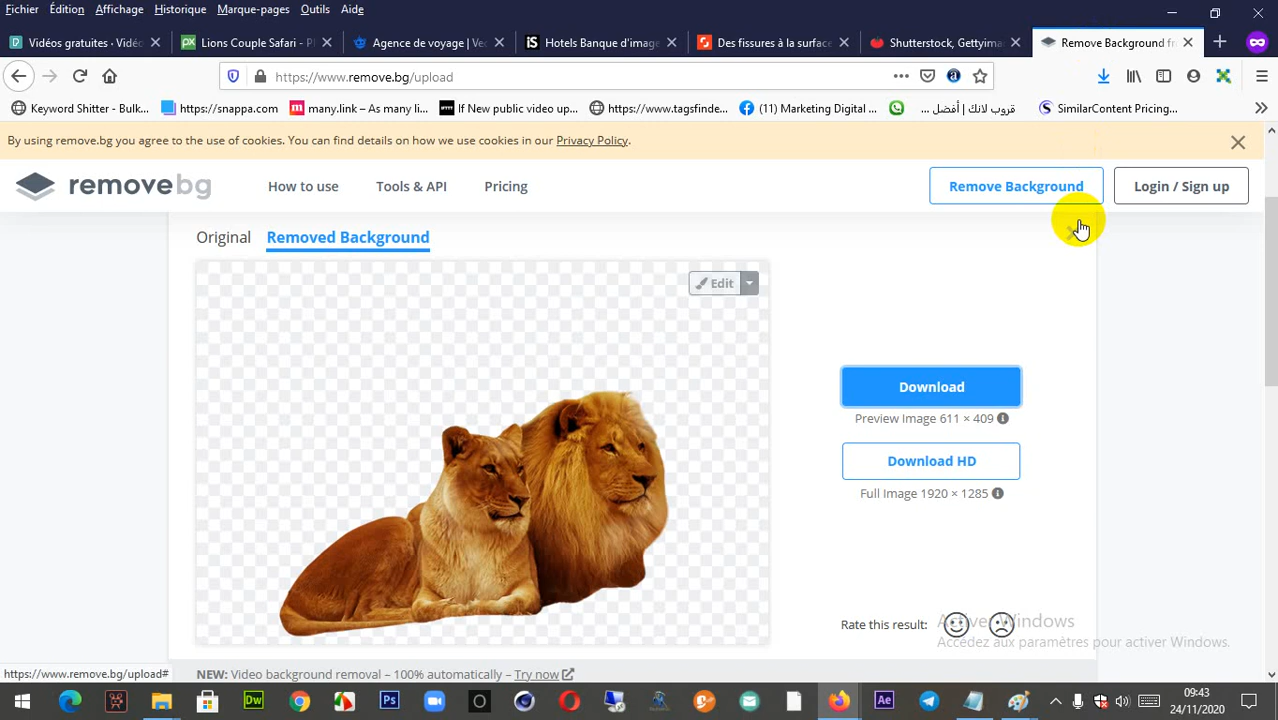 Fichier Édition Affichage Historique Marque-pages Outils Aide
Vidéos gratuites · Vidé Lions Couple Safari - P Agence de voyage | Vec Hotels Banque d'image Des fissures à la surface Shutterstock, Gettyima Remove Background fr
https://www.remove.bg/upload
Keyword Shitter - Bulk... https://snappa.com many.link – As many li... If New public video up... https://www.tagsfinde... (11) Marketing Digital ... قروب لانك | أفضل ... SimilarContent Pricing...
By using remove.bg you agree to the use of cookies. You can find details on how we use cookies in our Privacy Policy.
removebg How to use Tools & API Pricing Remove Background Login / Sign up
Original Removed Background
Edit
Download
Preview Image 611 × 409
Download HD
Full Image 1920 × 1285
Rate this result:
Activer Windows
Accédez aux paramètres pour activer Windows.
NEW: Video background removal – 100% automatically – Try now
https://www.remove.bg/upload#
09:43
24/11/2020